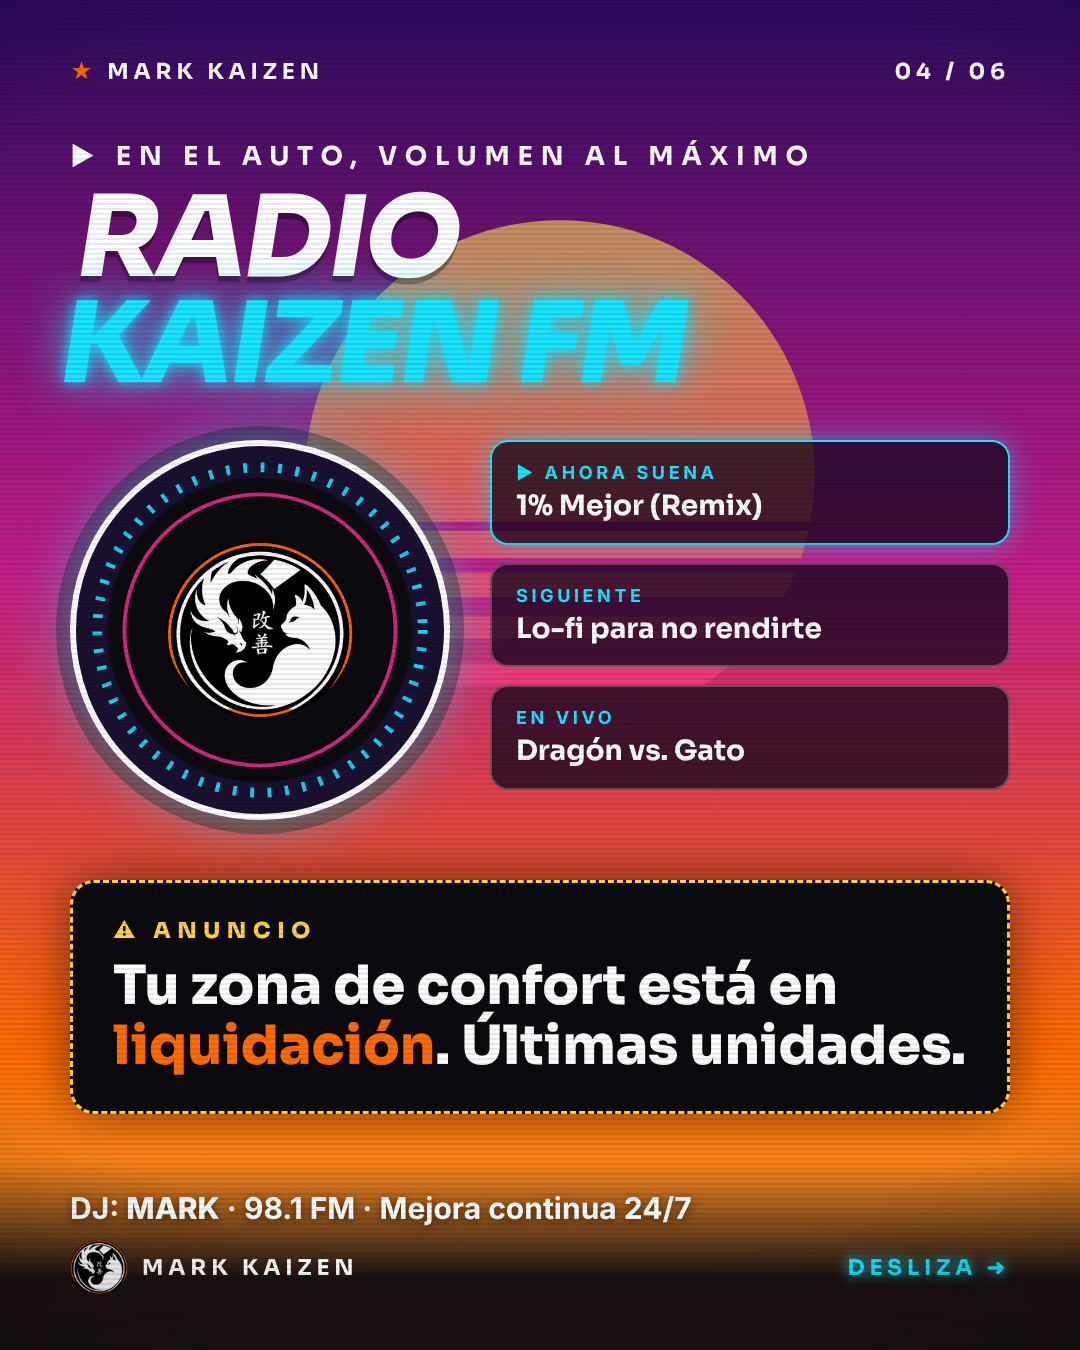 ★ MARK KAIZEN
04 / 06
▶ EN EL AUTO, VOLUMEN AL MÁXIMO
RADIO
KAIZEN FM
改
善
▶ AHORA SUENA
1% Mejor (Remix)
SIGUIENTE
Lo-fi para no rendirte
EN VIVO
Dragón vs. Gato
⚠ ANUNCIO
Tu zona de confort está en
liquidación. Últimas unidades.
DJ: MARK · 98.1 FM · Mejora continua 24/7
改
善
MARK KAIZEN
DESLIZA ➜